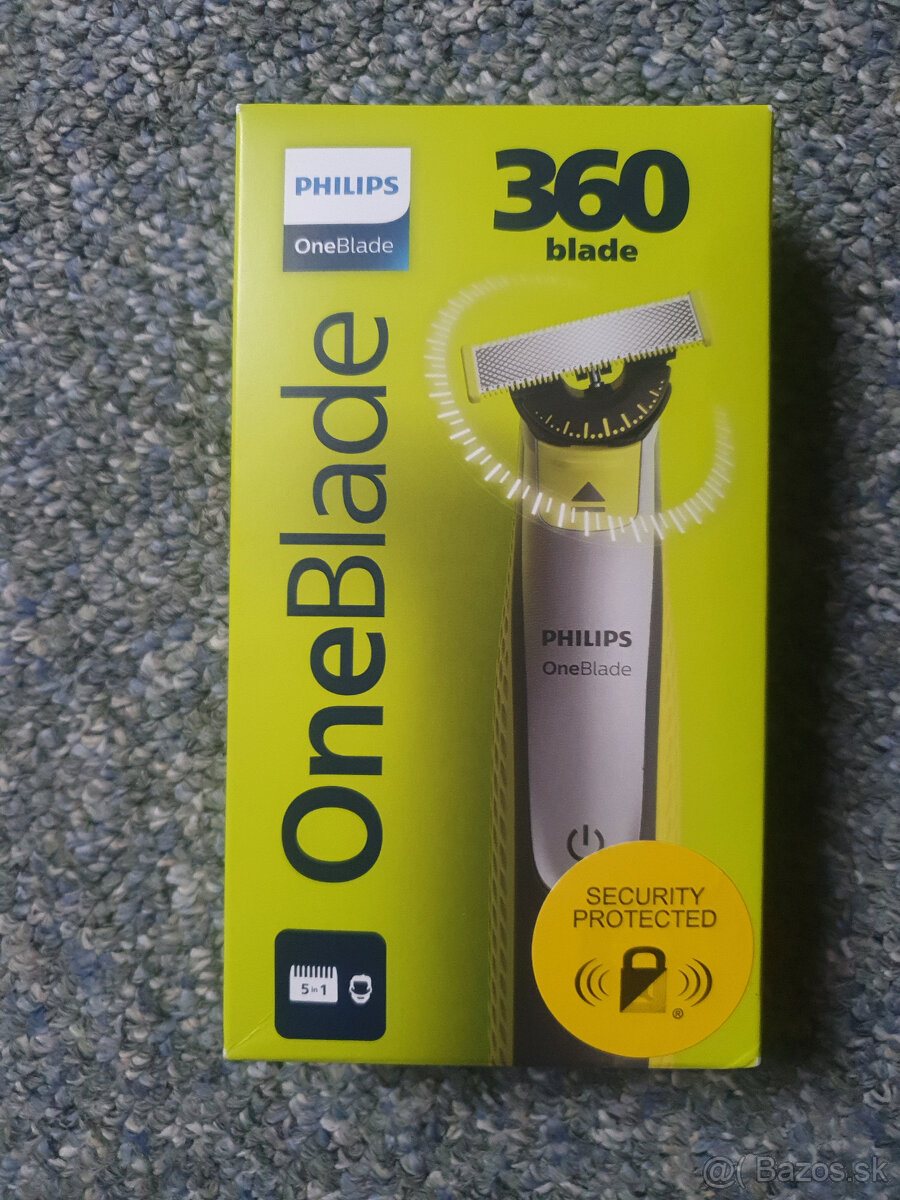 PHILIPS
OneBlade
360
blade
OneBlade
PHILIPS
OneBlade
5 in 1
SECURITY
PROTECTED
®
@( Bazos.sk